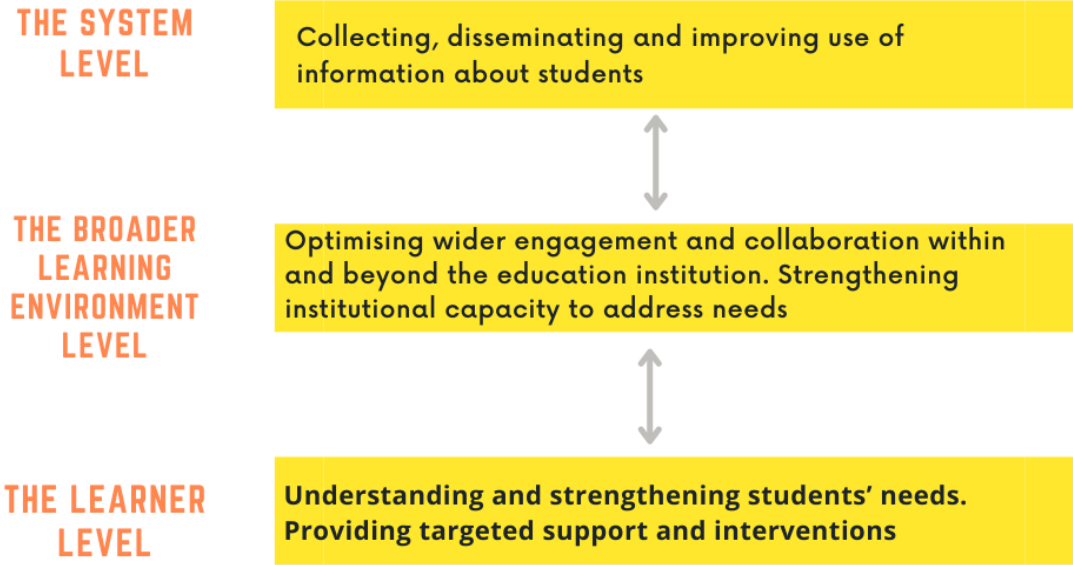 THE SYSTEM
LEVEL
Collecting, disseminating and improving use of
information about students
THE BROADER
LEARNING
ENVIRONMENT
LEVEL
Optimising wider engagement and collaboration within
and beyond the education institution. Strengthening
institutional capacity to address needs
THE LEARNER
LEVEL
Understanding and strengthening students’ needs.
Providing targeted support and interventions